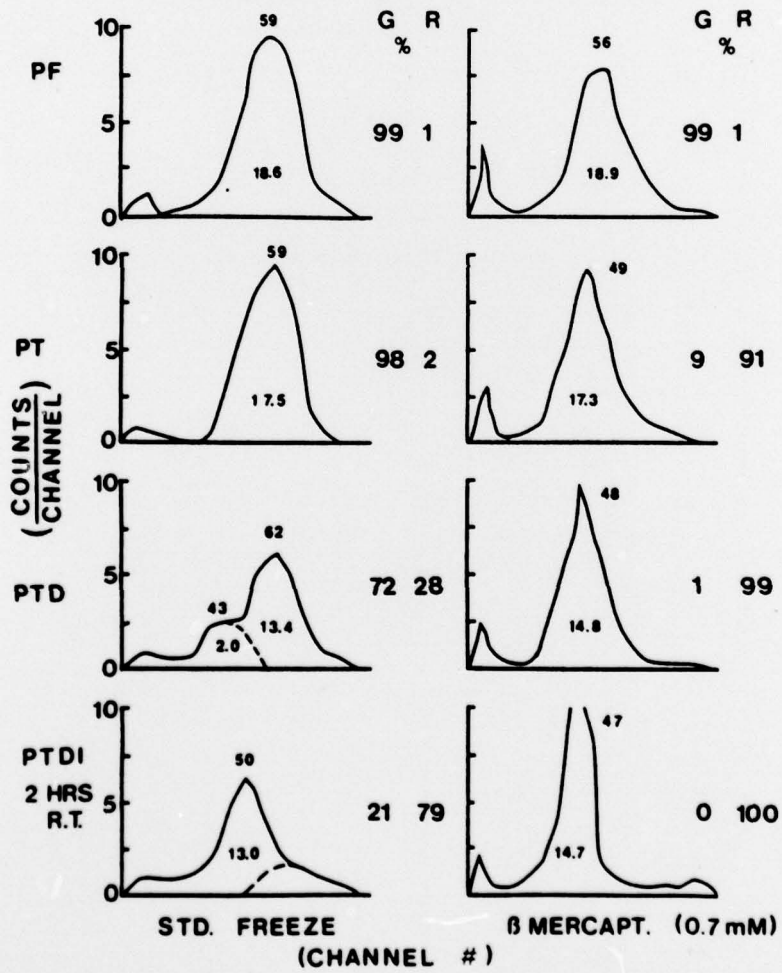 G R G R
% %
10 59 56
PF
5 99 1 99 1
18.6 18.9
0
10 59 49
PT
5 98 2 9 91
17.5 17.3
0
(COUNTS
CHANNEL)
10 62 48
PTD
5 43 72 28 1 99
2.0 13.4 14.8
0
10 50 47
PTDI
2 HRS
R.T.
5 21 79 0 100
13.0 14.7
0
STD. FREEZE β MERCAPT. (0.7 mM)
(CHANNEL #)